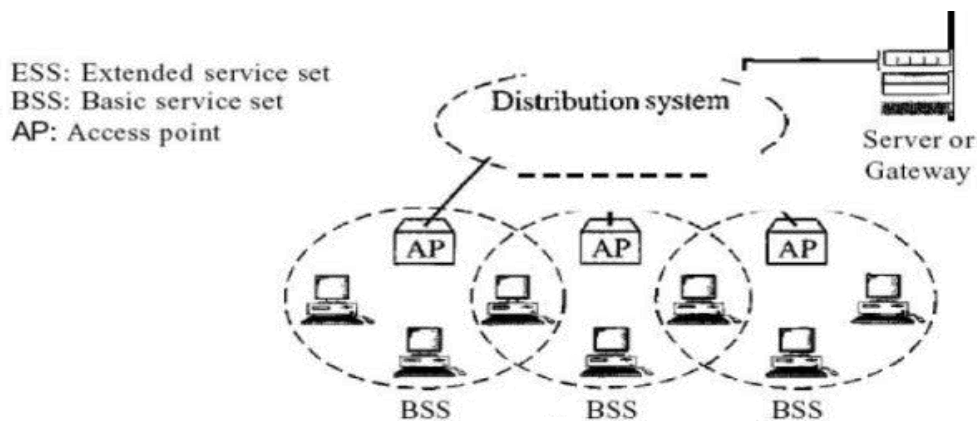 ESS: Extended service set
BSS: Basic service set
AP: Access point
Distribution system
Server or
Gateway
AP
AP
AP
BSS
BSS
BSS